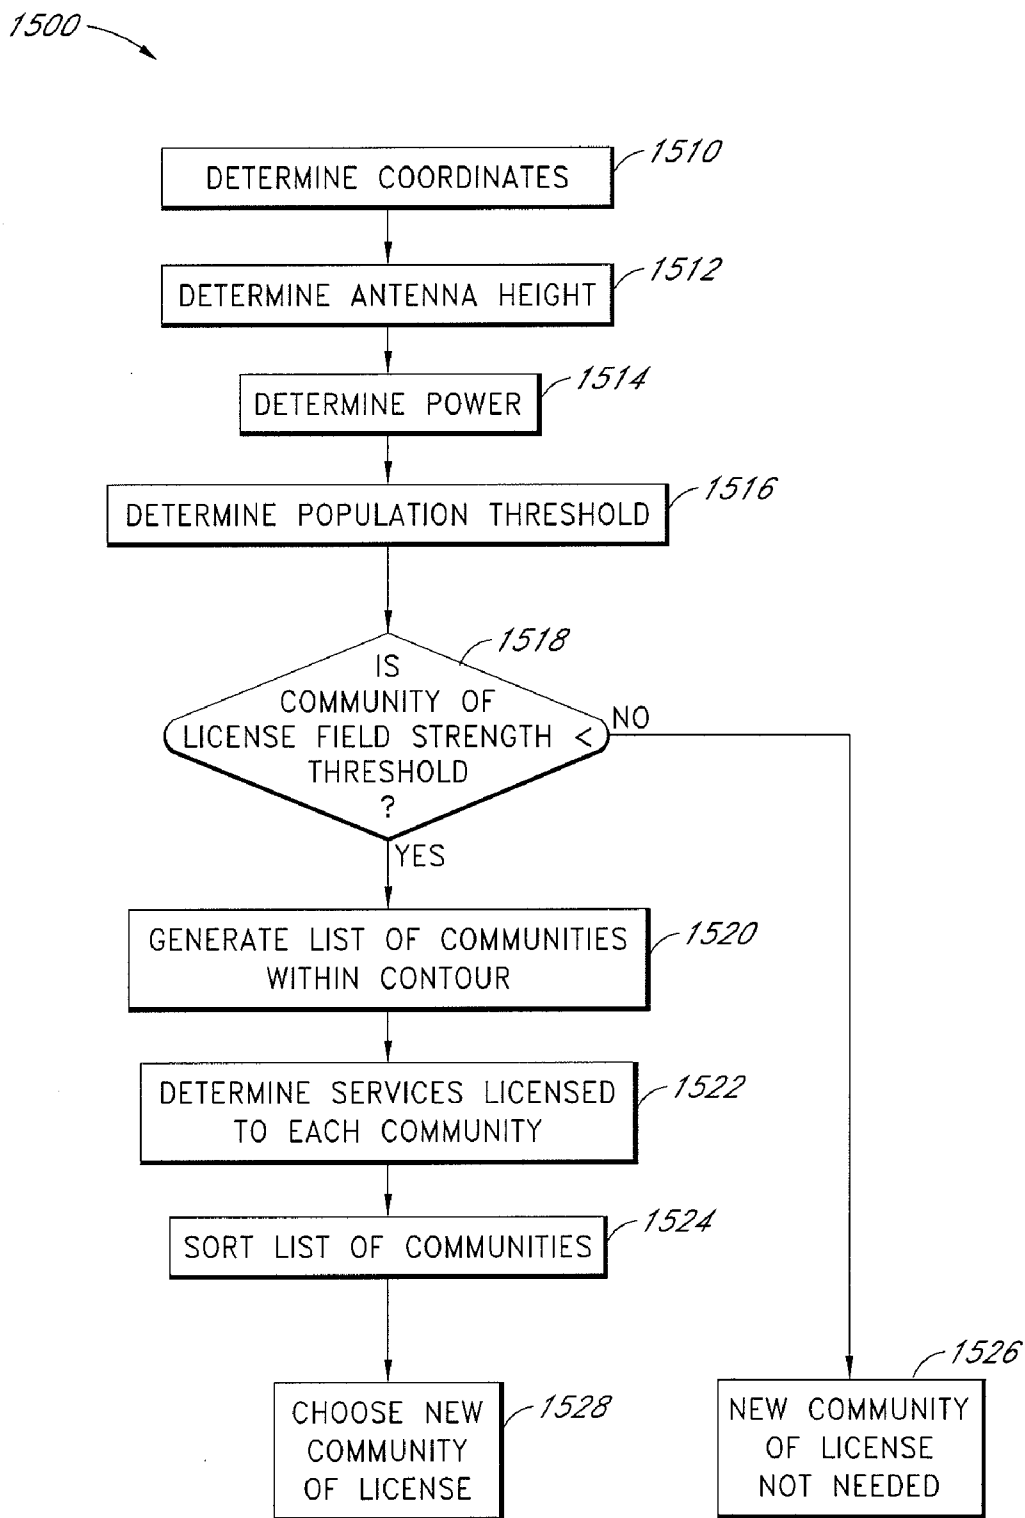 1500
DETERMINE COORDINATES
1510
DETERMINE ANTENNA HEIGHT
1512
DETERMINE POWER
1514
DETERMINE POPULATION THRESHOLD
1516
1518
IS
COMMUNITY OF
LICENSE FIELD STRENGTH <
THRESHOLD
?
NO
YES
GENERATE LIST OF COMMUNITIES
WITHIN CONTOUR
1520
DETERMINE SERVICES LICENSED
TO EACH COMMUNITY
1522
SORT LIST OF COMMUNITIES
1524
CHOOSE NEW
COMMUNITY
OF LICENSE
1528
1526
NEW COMMUNITY
OF LICENSE
NOT NEEDED